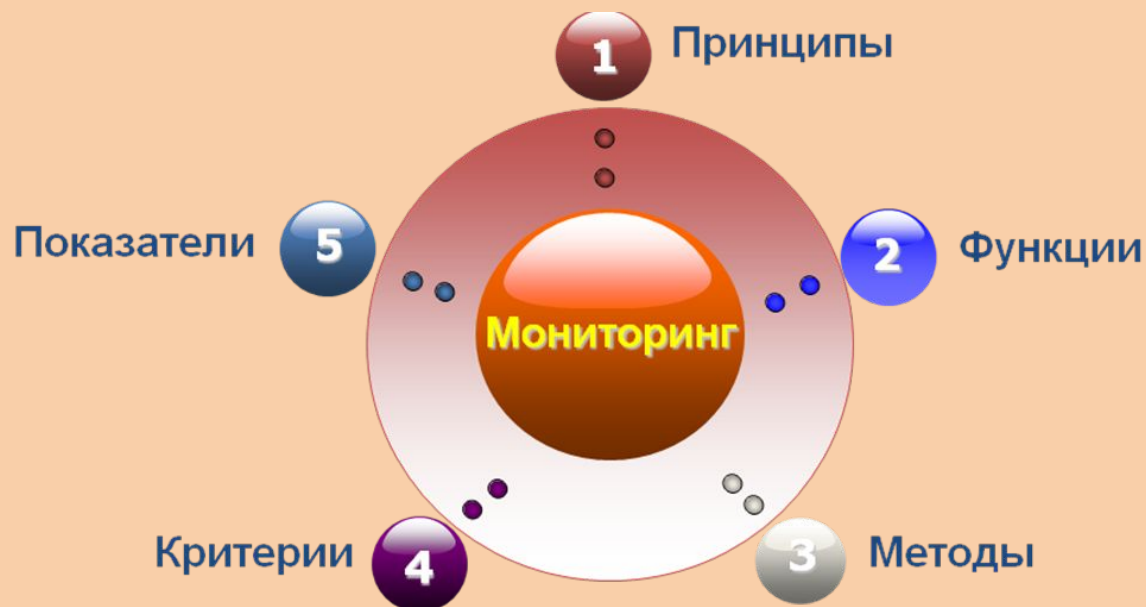 1 Принципы
Показатели 5
2 Функции
Мониторинг
Критерии 4
3 Методы